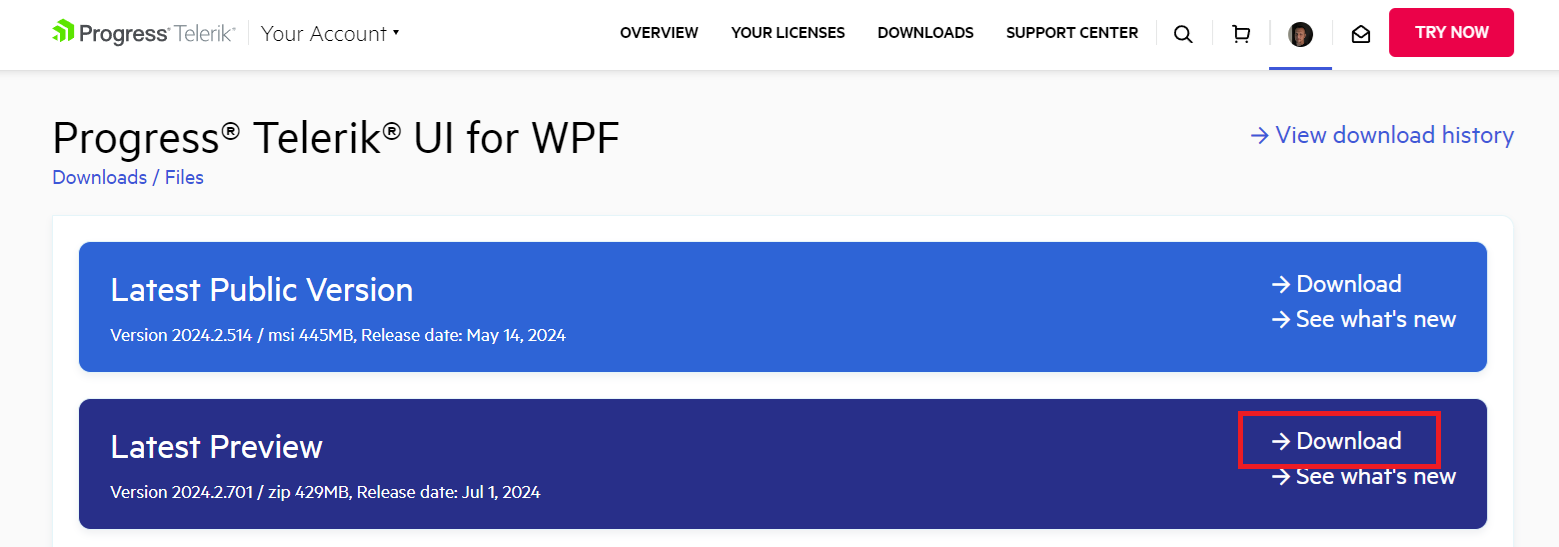 Progress® Telerik® Your Account ▾ OVERVIEW YOUR LICENSES DOWNLOADS SUPPORT CENTER TRY NOW
Progress® Telerik® UI for WPF
→ View download history
Downloads / Files
Latest Public Version
→ Download
→ See what's new
Version 2024.2.514 / msi 445MB, Release date: May 14, 2024
Latest Preview
→ Download
→ See what's new
Version 2024.2.701 / zip 429MB, Release date: Jul 1, 2024